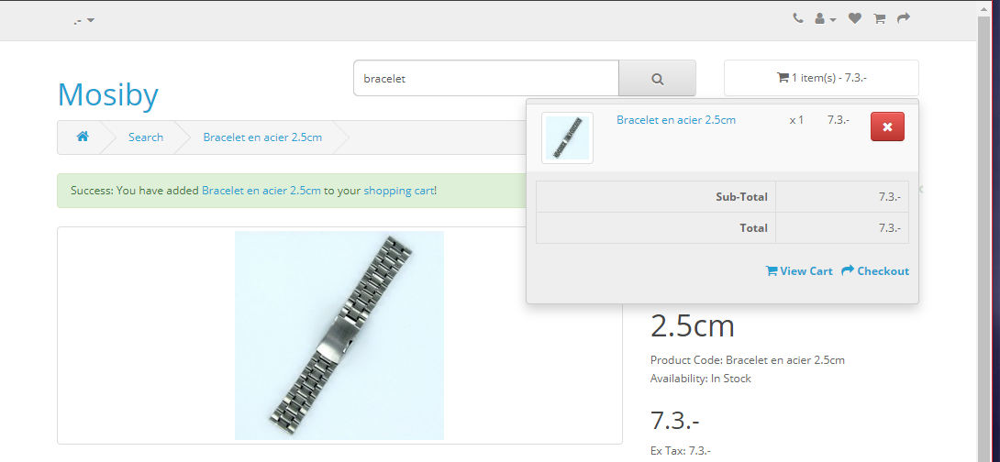 .-
bracelet
1 item(s) - 7.3.-
Mosiby
Search
Bracelet en acier 2.5cm
Success: You have added Bracelet en acier 2.5cm to your shopping cart!
Bracelet en acier 2.5cm x 1 7.3.-
Sub-Total 7.3.-
Total 7.3.-
View Cart Checkout
2.5cm
Product Code: Bracelet en acier 2.5cm
Availability: In Stock
7.3.-
Ex Tax: 7.3.-